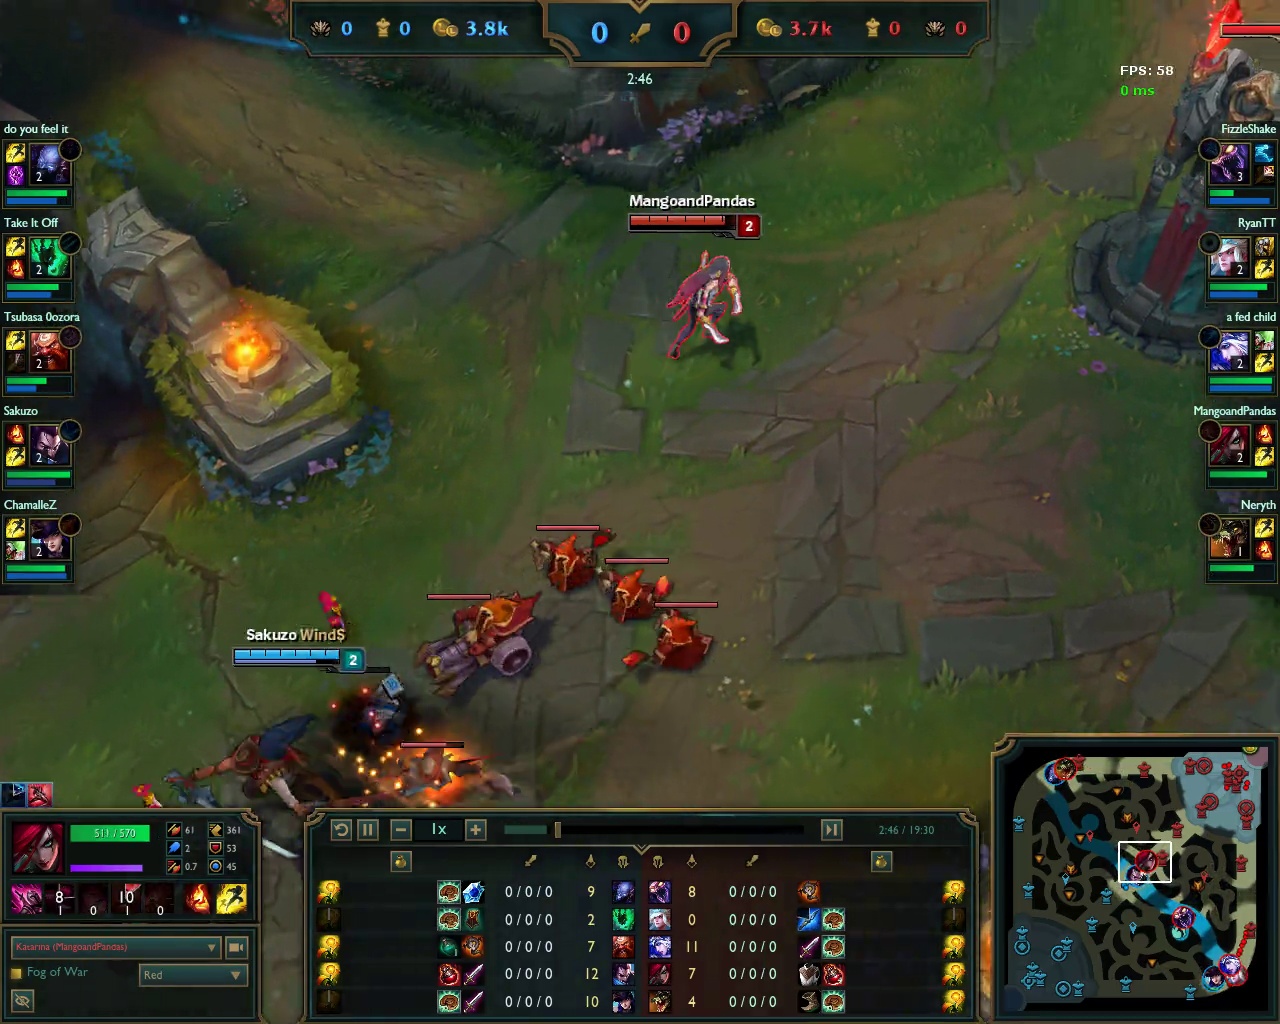 0 0 3.8k 0 0 3.7k 0 0
2:46
FPS: 58
0 ms
do you feel it
2
Take It Off
2
Tsubasa 0ozora
2
Sakuzo
2
ChamalleZ
2
FizzleShake
3
RyanTT
2
a fed child
2
MangoandPandas
2
Neryth
1
MangoandPandas
2
Sakuzo Wind$
2
511 / 570
61 361
2 53
0.7 45
8 10
1 0 1 0
Katarina (MangoandPandas)
Fog of War Red
1x 2:46 / 19:30
0 / 0 / 0 9 8 0 / 0 / 0
0 / 0 / 0 2 0 0 / 0 / 0
0 / 0 / 0 7 11 0 / 0 / 0
0 / 0 / 0 12 7 0 / 0 / 0
0 / 0 / 0 10 4 0 / 0 / 0